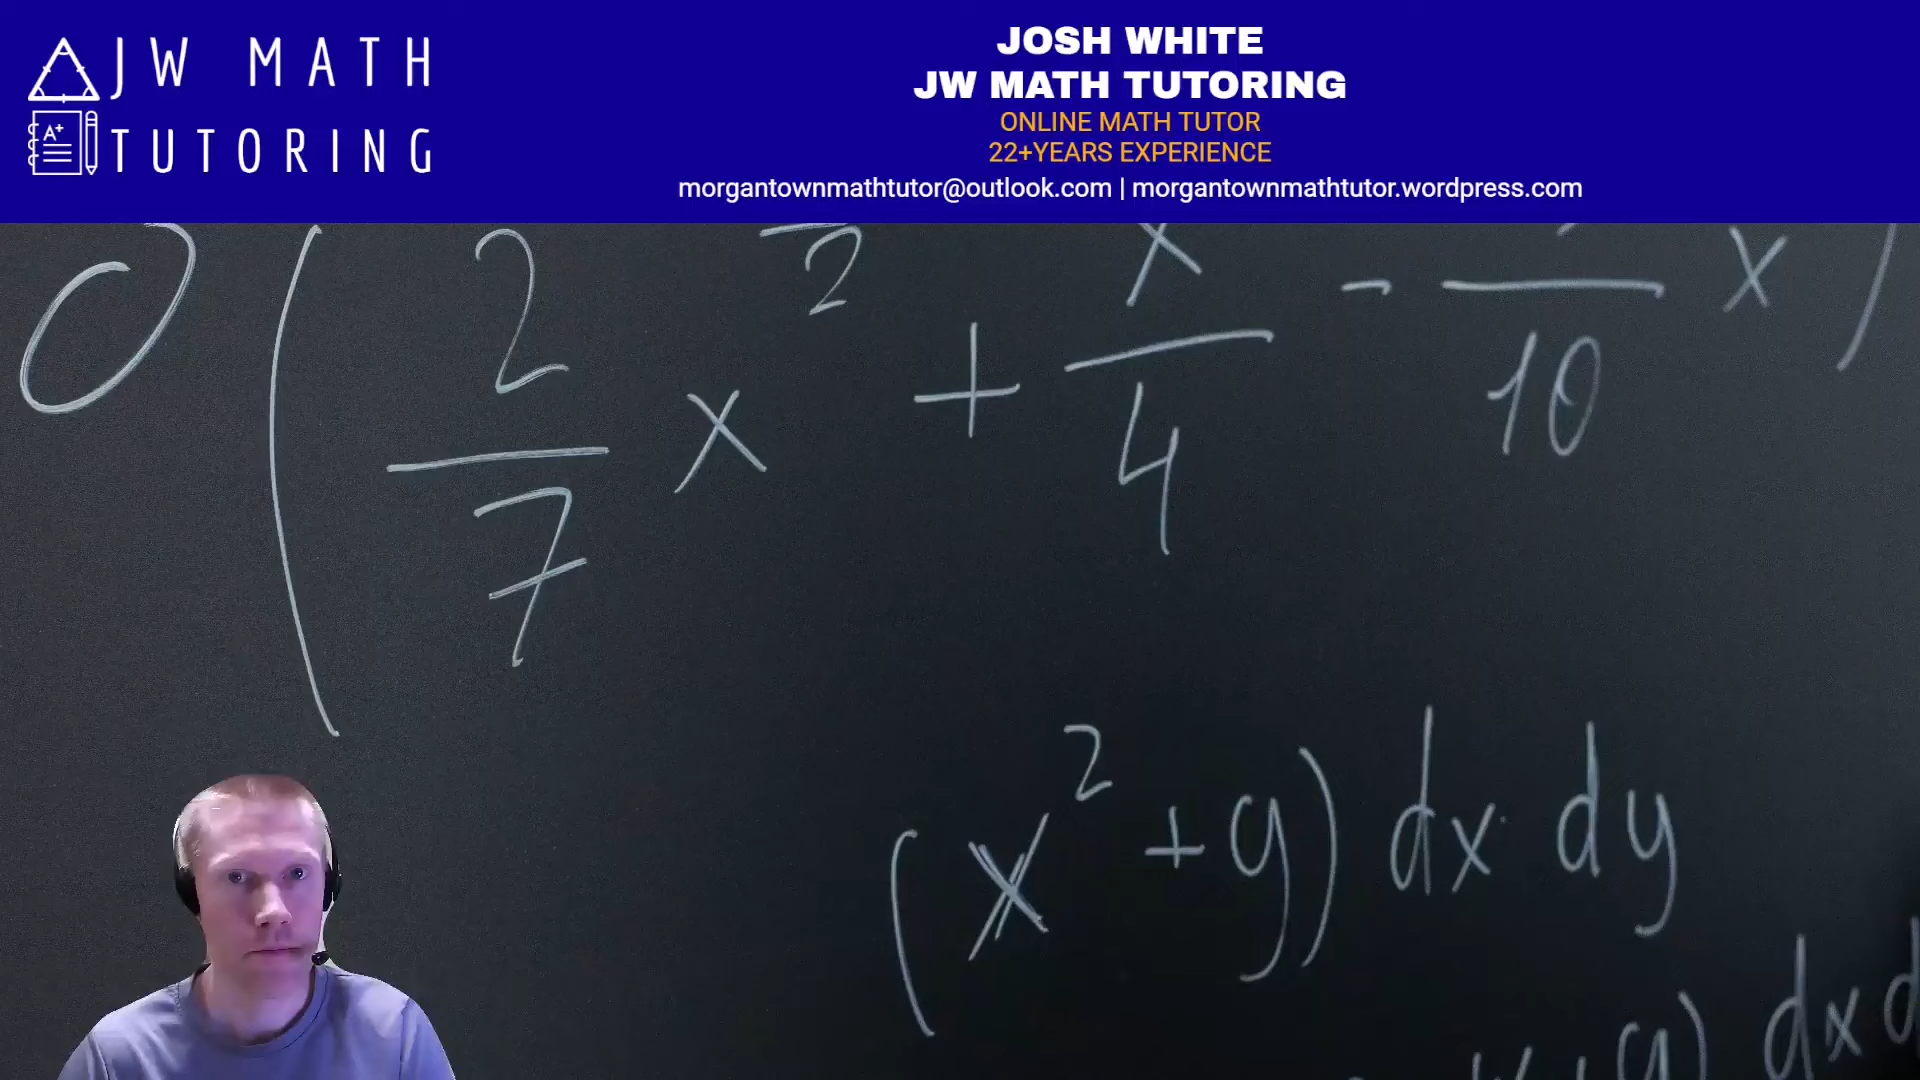 JW MATH
A+
TUTORING
JOSH WHITE
JW MATH TUTORING
ONLINE MATH TUTOR
22+YEARS EXPERIENCE
morgantownmathtutor@outlook.com | morgantownmathtutor.wordpress.com
2/7 x + x/4 - /10 x)
(x² + y) dx dy
+ y) dx d